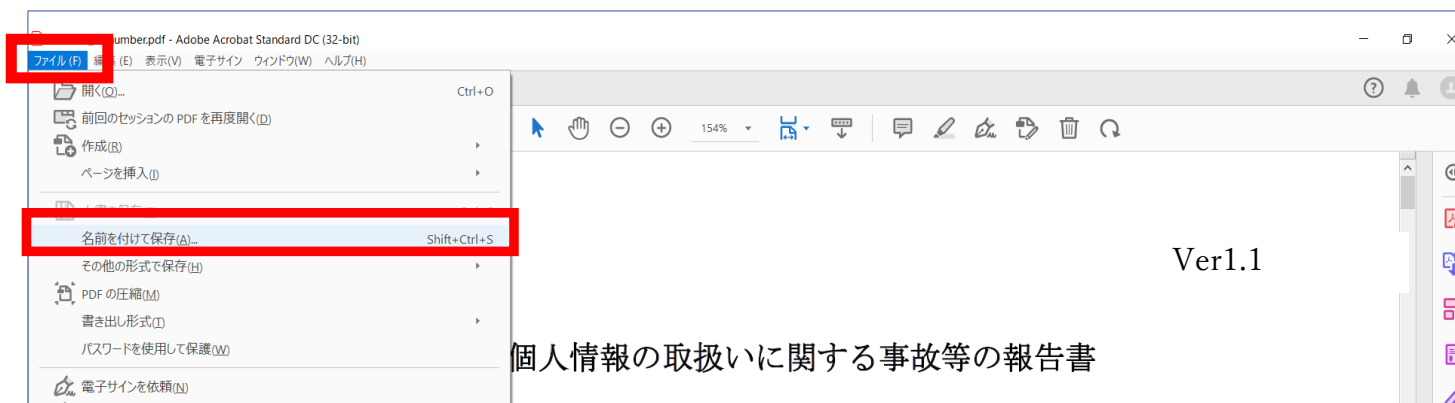 umber.pdf - Adobe Acrobat Standard DC (32-bit)
ファイル(F) (E) 表示(V) 電子サイン ウィンドウ(W) ヘルプ(H)
開く(O)... Ctrl+O
前回のセッションの PDF を再度開く(D)
154%
作成(R)
ページを挿入(I)
名前を付けて保存(A)... Shift+Ctrl+S
その他の形式で保存(H)
Ver1.1
PDF の圧縮(M)
書き出し形式(T)
パスワードを使用して保護(W)
個人情報の取扱いに関する事故等の報告書
電子サインを依頼(N)